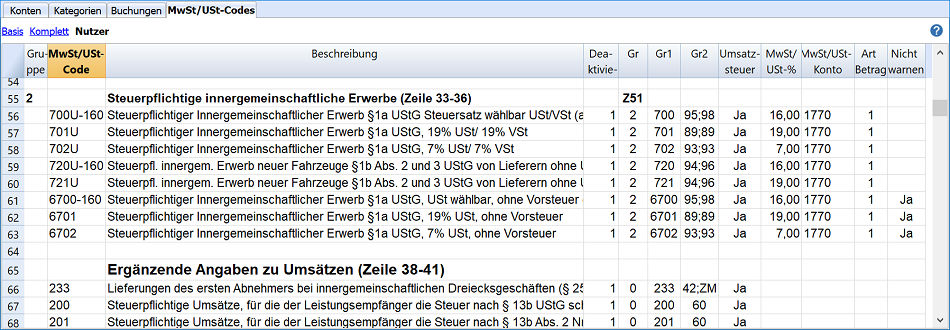 Konten Kategorien Buchungen MwSt/USt-Codes
Basis Komplett Nutzer ?
Gru- MwSt/USt- Beschreibung Dea- Gr Gr1 Gr2 Umsatz- MwSt/ MwSt/USt- Art Nicht
ppe Code ktivie- steuer USt-% Konto Betrag warnen
54
55 2 Steuerpflichtige innergemeinschaftliche Erwerbe (Zeile 33-36) Z51
56 700U-160 Steuerpflichtiger Innergemeinschaftlicher Erwerb §1a UStG Steuersatz wählbar USt/VSt (a 1 2 700 95;98 Ja 16,00 1770 1
57 701U Steuerpflichtiger Innergemeinschaftlicher Erwerb §1a UStG, 19% USt/ 19% VSt 1 2 701 89;89 Ja 19,00 1770 1
58 702U Steuerpflichtiger Innergemeinschaftlicher Erwerb §1a UStG, 7% USt/ 7% VSt 1 2 702 93;93 Ja 7,00 1770 1
59 720U-160 Steuerpfl. innergem. Erwerb neuer Fahrzeuge §1b Abs. 2 und 3 UStG von Lieferern ohne U 1 2 720 94;96 Ja 16,00 1770 1
60 721U Steuerpfl. innergem. Erwerb neuer Fahrzeuge §1b Abs. 2 und 3 UStG von Lieferern ohne U 1 2 721 94;96 Ja 19,00 1770 1
61 6700-160 Steuerpflichtiger Innergemeinschaftlicher Erwerb §1a UStG, USt wählbar, ohne Vorsteuer 1 2 6700 95;98 Ja 16,00 1770 1 Ja
62 6701 Steuerpflichtiger Innergemeinschaftlicher Erwerb §1a UStG, 19% USt, ohne Vorsteuer 1 2 6701 89;89 Ja 19,00 1770 1 Ja
63 6702 Steuerpflichtiger Innergemeinschaftlicher Erwerb §1a UStG, 7% USt, ohne Vorsteuer 1 2 6702 93;93 Ja 7,00 1770 1 Ja
64
65 Ergänzende Angaben zu Umsätzen (Zeile 38-41)
66 233 Lieferungen des ersten Abnehmers bei innergemeinschaftlichen Dreiecksgeschäften (§ 25 1 0 233 42;ZM Ja
67 200 Steuerpflichtige Umsätze, für die der Leistungsempfänger die Steuer nach § 13b UStG sch 1 0 200 60 Ja
68 201 Steuerpflichtige Umsätze, für die der Leistungsempfänger die Steuer nach § 13b Abs. 2 Nr 1 0 201 60 Ja